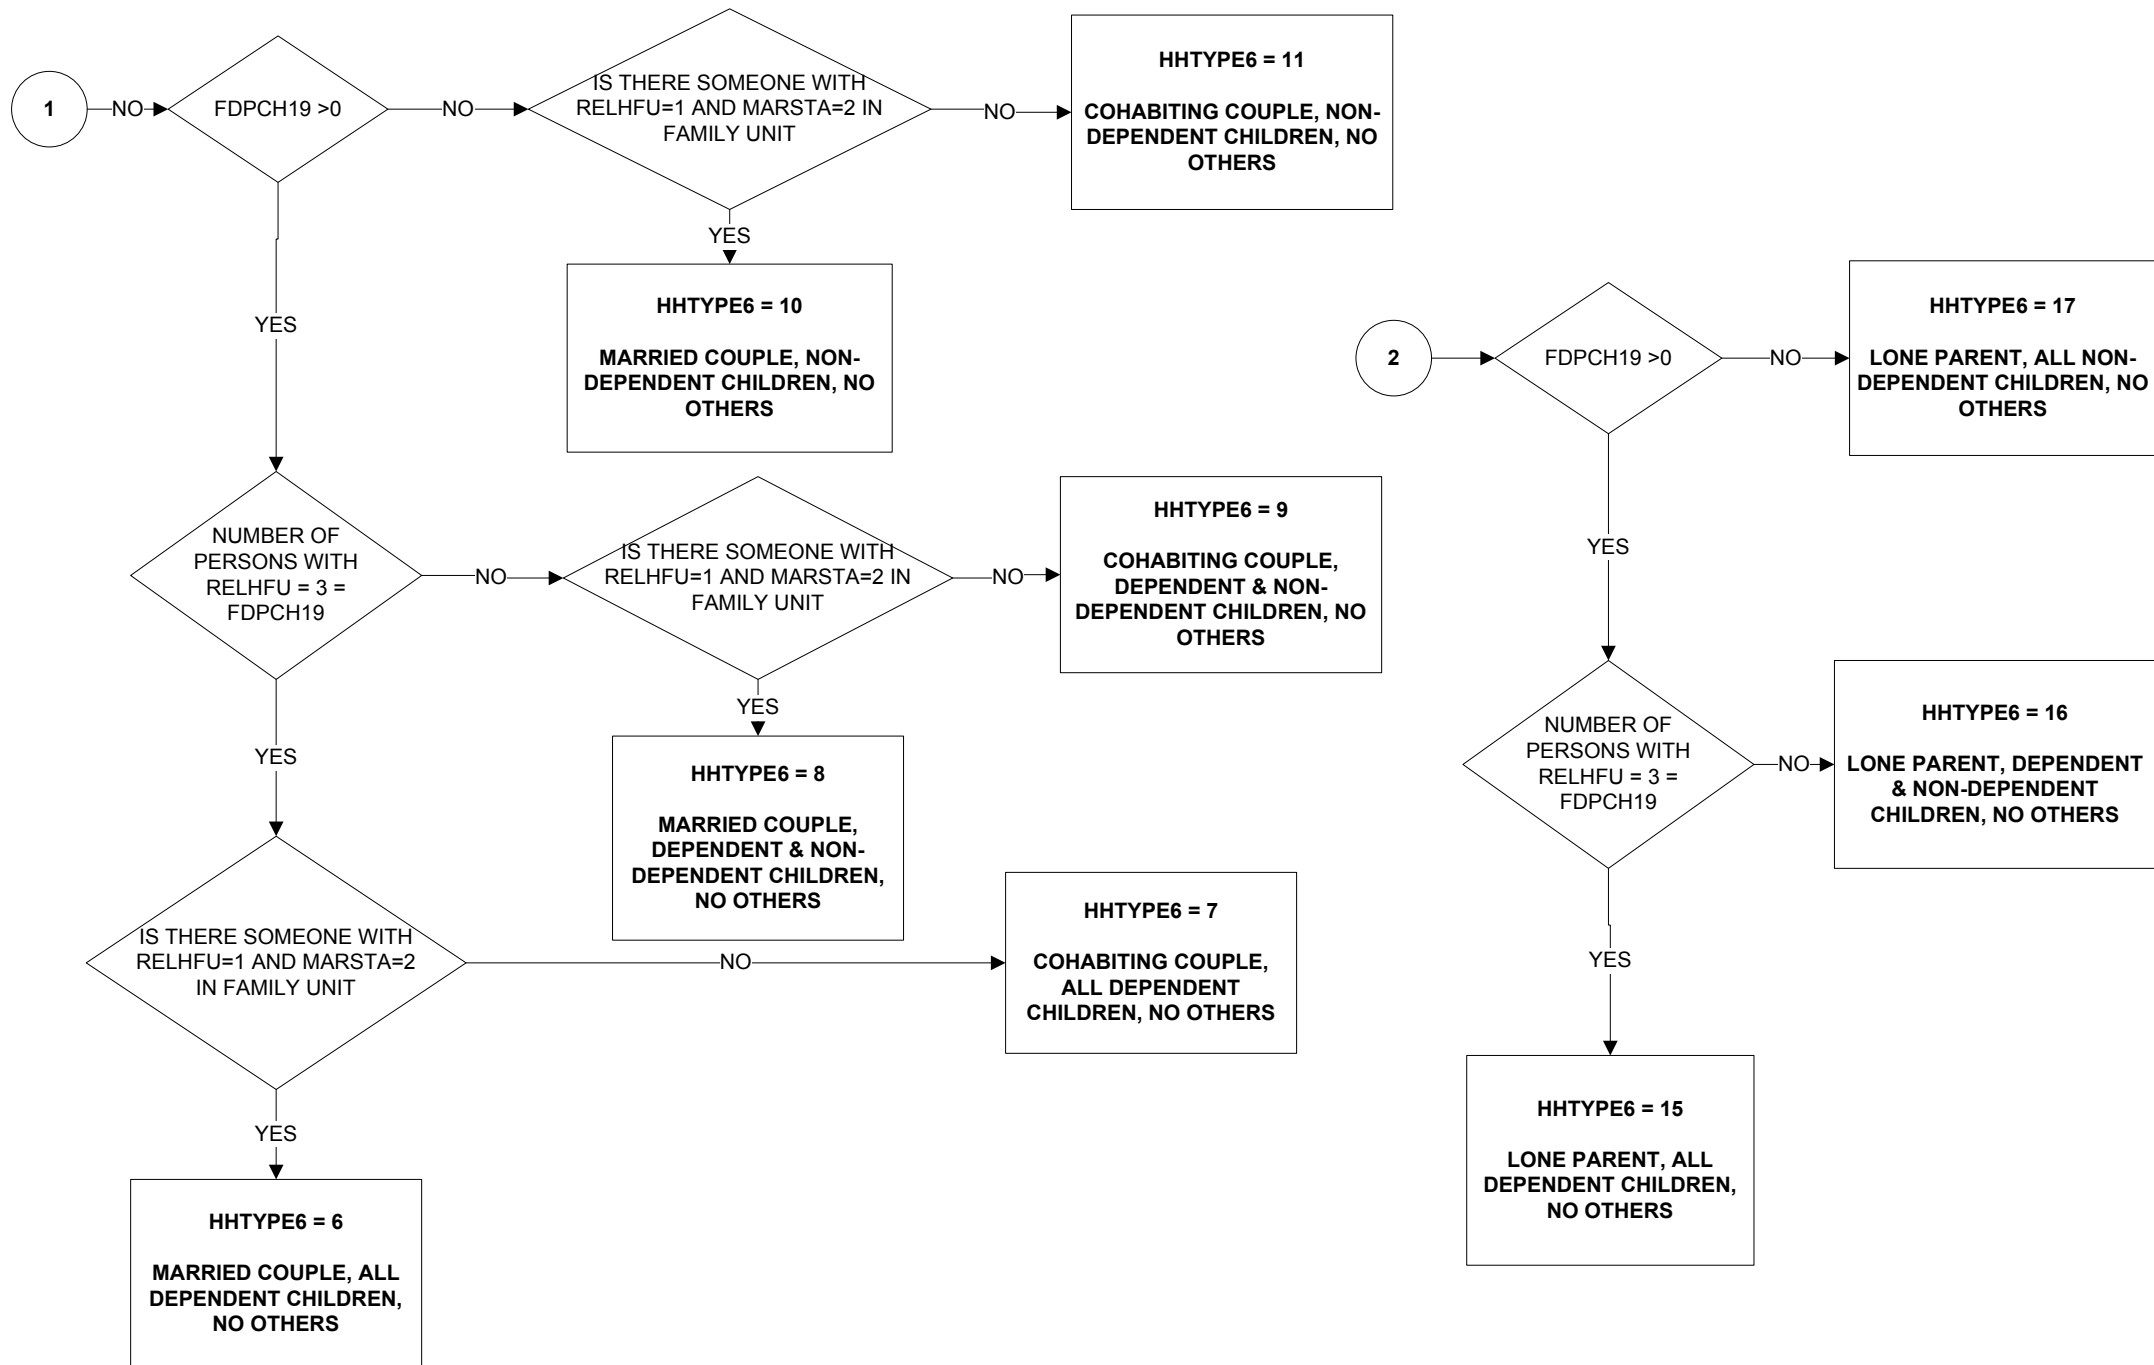 1
NO
FDPCH19 >0
NO
IS THERE SOMEONE WITH
RELHFU=1 AND MARSTA=2 IN
FAMILY UNIT
NO
HHTYPE6 = 11
COHABITING COUPLE, NON-
DEPENDENT CHILDREN, NO
OTHERS
YES
HHTYPE6 = 10
MARRIED COUPLE, NON-
DEPENDENT CHILDREN, NO
OTHERS
YES
NUMBER OF
PERSONS WITH
RELHFU = 3 =
FDPCH19
NO
IS THERE SOMEONE WITH
RELHFU=1 AND MARSTA=2 IN
FAMILY UNIT
NO
HHTYPE6 = 9
COHABITING COUPLE,
DEPENDENT & NON-
DEPENDENT CHILDREN, NO
OTHERS
YES
HHTYPE6 = 8
MARRIED COUPLE,
DEPENDENT & NON-
DEPENDENT CHILDREN,
NO OTHERS
YES
IS THERE SOMEONE WITH
RELHFU=1 AND MARSTA=2
IN FAMILY UNIT
NO
HHTYPE6 = 7
COHABITING COUPLE,
ALL DEPENDENT
CHILDREN, NO OTHERS
YES
HHTYPE6 = 6
MARRIED COUPLE, ALL
DEPENDENT CHILDREN,
NO OTHERS
2
FDPCH19 >0
NO
HHTYPE6 = 17
LONE PARENT, ALL NON-
DEPENDENT CHILDREN, NO
OTHERS
YES
NUMBER OF
PERSONS WITH
RELHFU = 3 =
FDPCH19
NO
HHTYPE6 = 16
LONE PARENT, DEPENDENT
& NON-DEPENDENT
CHILDREN, NO OTHERS
YES
HHTYPE6 = 15
LONE PARENT, ALL
DEPENDENT CHILDREN,
NO OTHERS